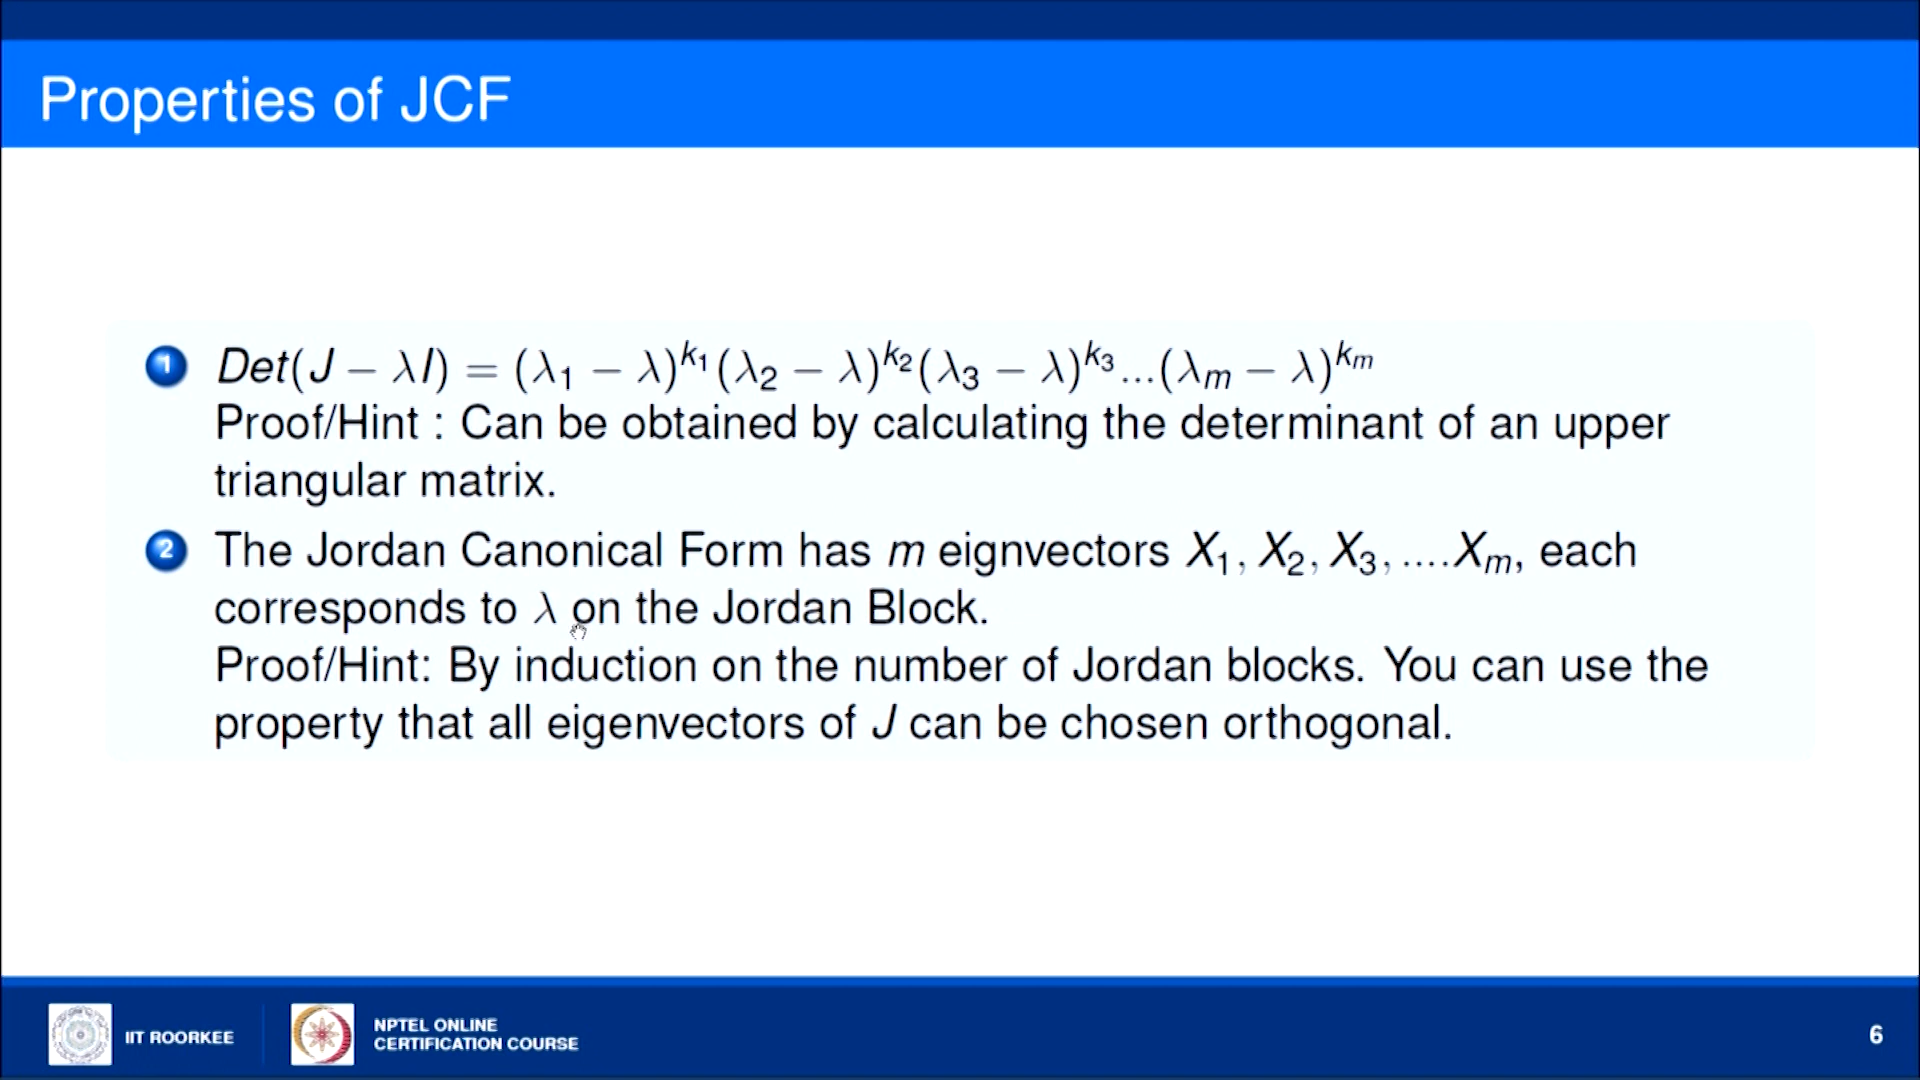 Properties of JCF
1 Det(J − λI) = (λ₁ − λ)^k₁(λ₂ − λ)^k₂(λ₃ − λ)^k₃...(λₘ − λ)^kₘ
Proof/Hint : Can be obtained by calculating the determinant of an upper
triangular matrix.
2 The Jordan Canonical Form has m eignvectors X₁, X₂, X₃, ....Xₘ, each
corresponds to λ on the Jordan Block.
Proof/Hint: By induction on the number of Jordan blocks. You can use the
property that all eigenvectors of J can be chosen orthogonal.
IIT ROORKEE
NPTEL ONLINE
CERTIFICATION COURSE
6